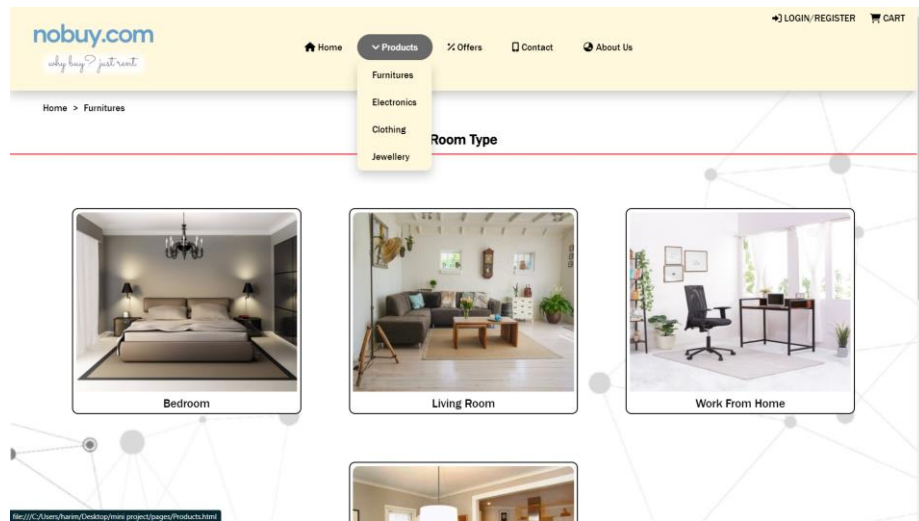 LOGIN/REGISTER CART
nobuy.com
why buy? just rent.
Home Products Offers Contact About Us
Furnitures
Electronics
Clothing
Jewellery
Home > Furnitures
Room Type
Bedroom
Living Room
Work From Home
file:///C:/Users/harim/Desktop/mini project/pages/Products.html